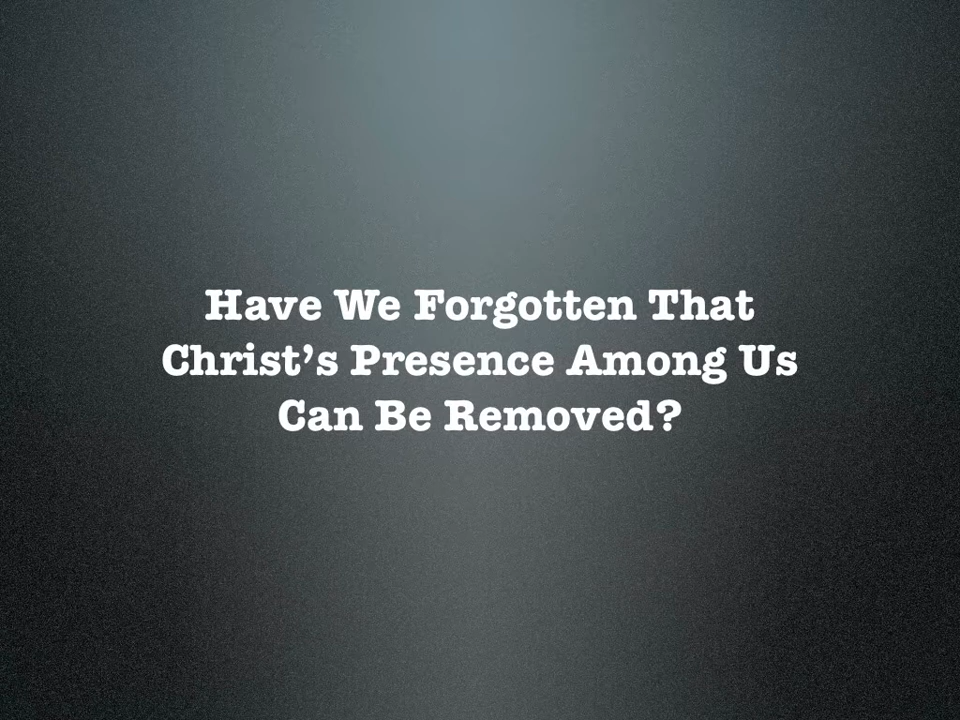 Have We Forgotten That
Christ’s Presence Among Us
Can Be Removed?